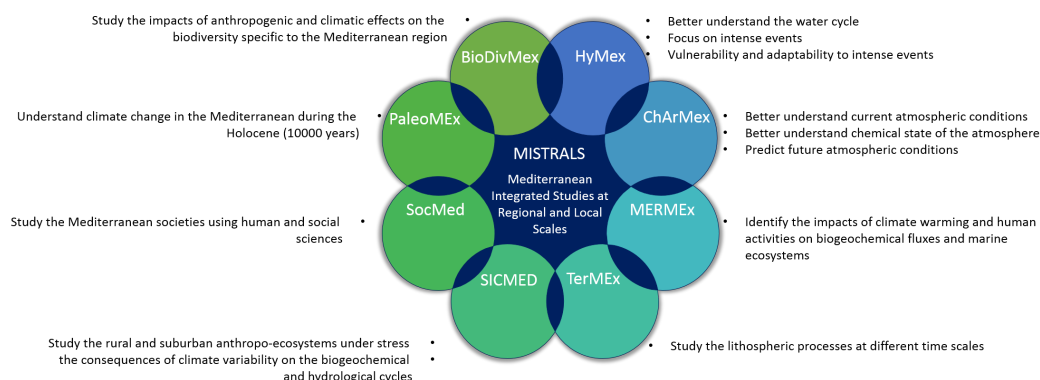 Study the impacts of anthropogenic and climatic effects on the
biodiversity specific to the Mediterranean region
BioDivMex
HyMex
Better understand the water cycle
Focus on intense events
Vulnerability and adaptability to intense events
Understand climate change in the Mediterranean during the
Holocene (10000 years)
PaleoMEx
ChArMex
Better understand current atmospheric conditions
Better understand chemical state of the atmosphere
Predict future atmospheric conditions
MISTRALS
Mediterranean
Integrated Studies at
Regional and Local
Scales
Study the Mediterranean societies using human and social
sciences
SocMed
MERMEx
Identify the impacts of climate warming and human
activities on biogeochemical fluxes and marine
ecosystems
SICMED
TerMEx
Study the rural and suburban anthropo-ecosystems under stress
the consequences of climate variability on the biogeochemical
and hydrological cycles
Study the lithospheric processes at different time scales